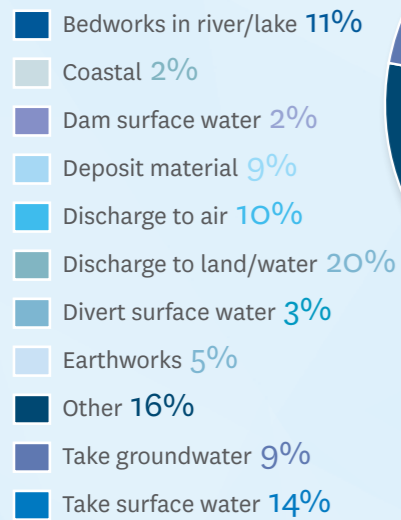 Bedworks in river/lake 11%
Coastal 2%
Dam surface water 2%
Deposit material 9%
Discharge to air 10%
Discharge to land/water 20%
Divert surface water 3%
Earthworks 5%
Other 16%
Take groundwater 9%
Take surface water 14%